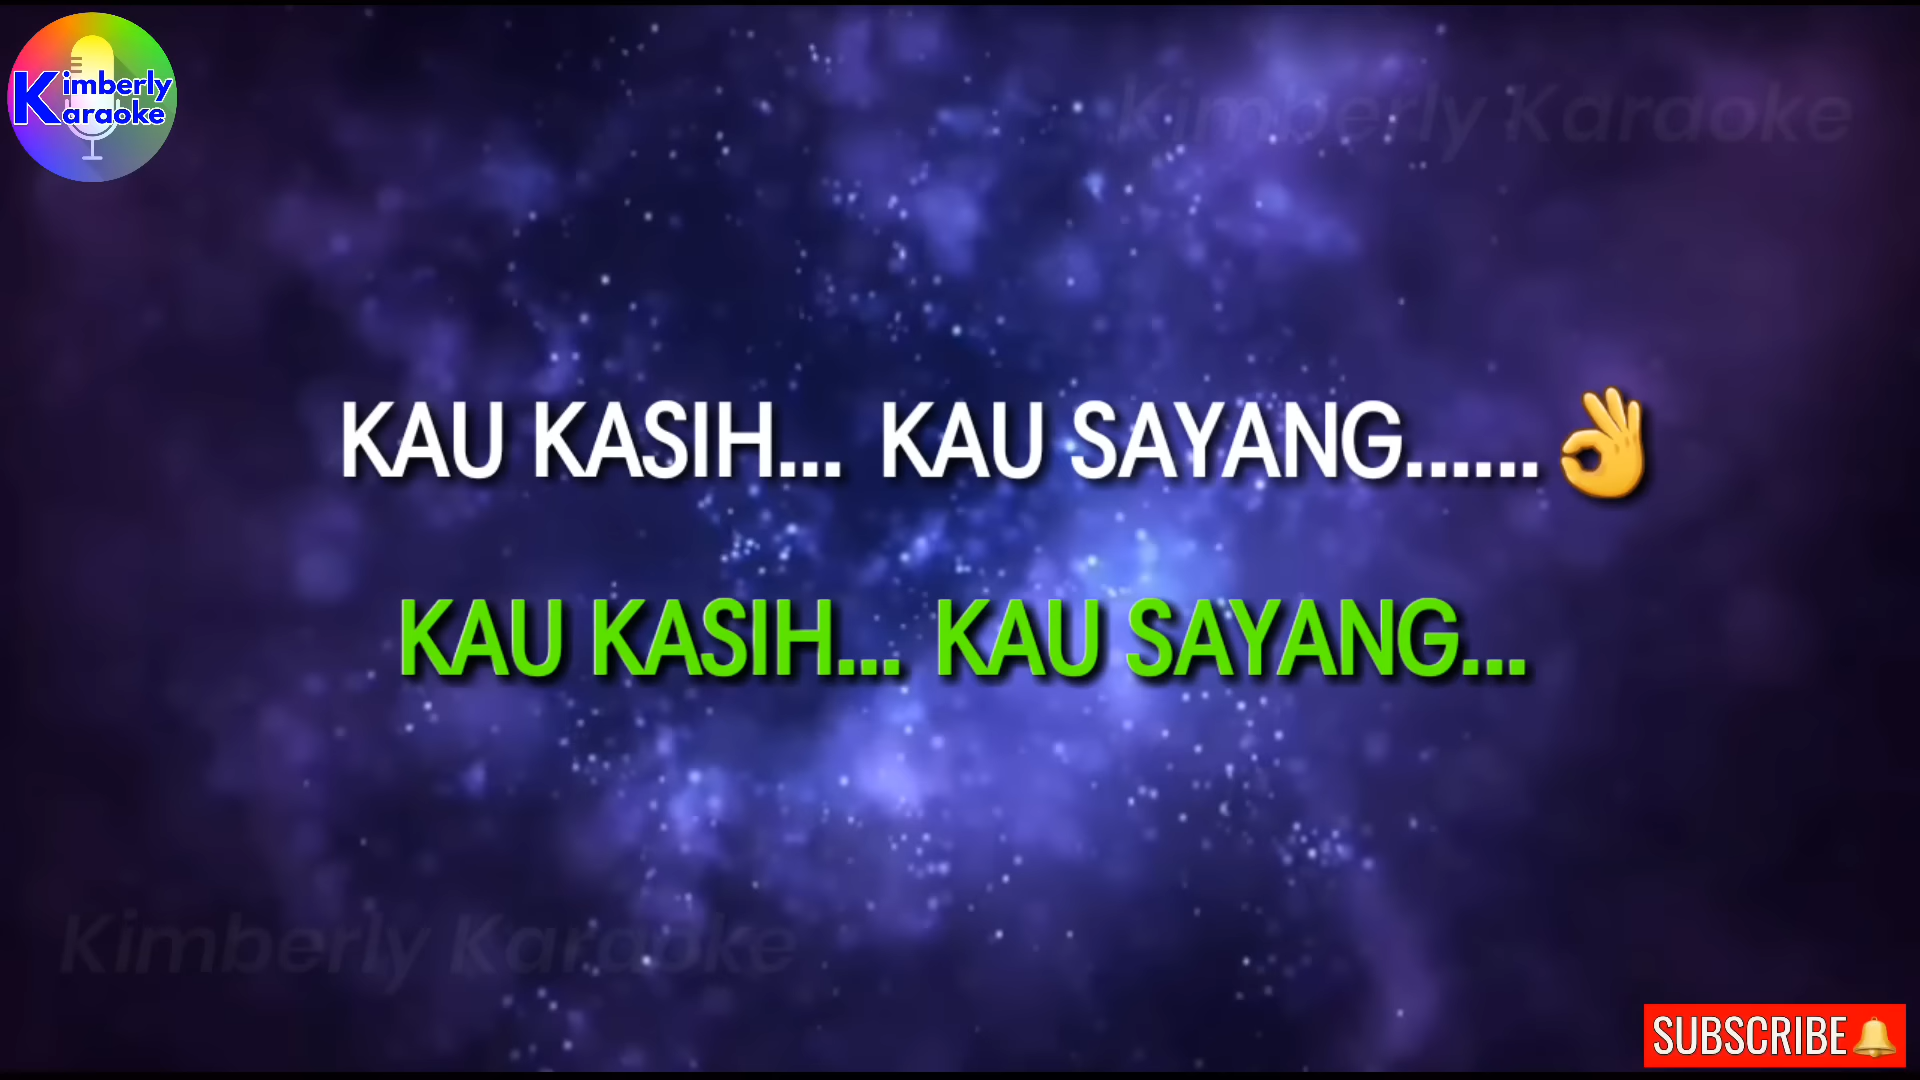 Kimberly
Karaoke
Kimberly Karaoke
KAU KASIH... KAU SAYANG......👌
KAU KASIH... KAU SAYANG...
Kimberly Karaoke
SUBSCRIBE🔔